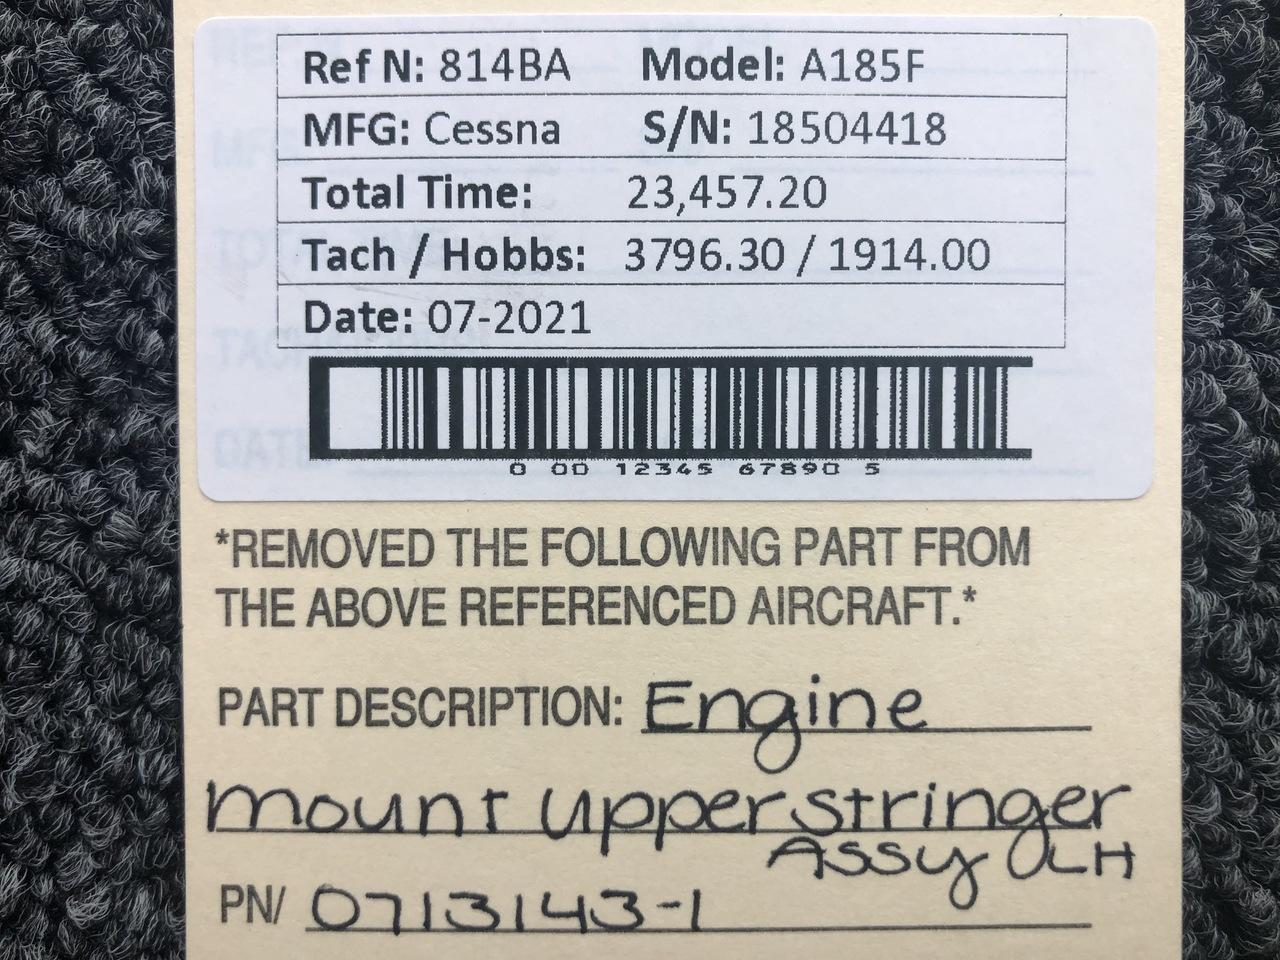 Ref N: 814BA Model: A185F
MFG: Cessna S/N: 18504418
Total Time: 23,457.20
Tach / Hobbs: 3796.30 / 1914.00
Date: 07-2021
0 00 12345 67890 5
*REMOVED THE FOLLOWING PART FROM
THE ABOVE REFERENCED AIRCRAFT.*
PART DESCRIPTION: Engine
mount upper stringer
Assy LH
PN/ 0713143-1